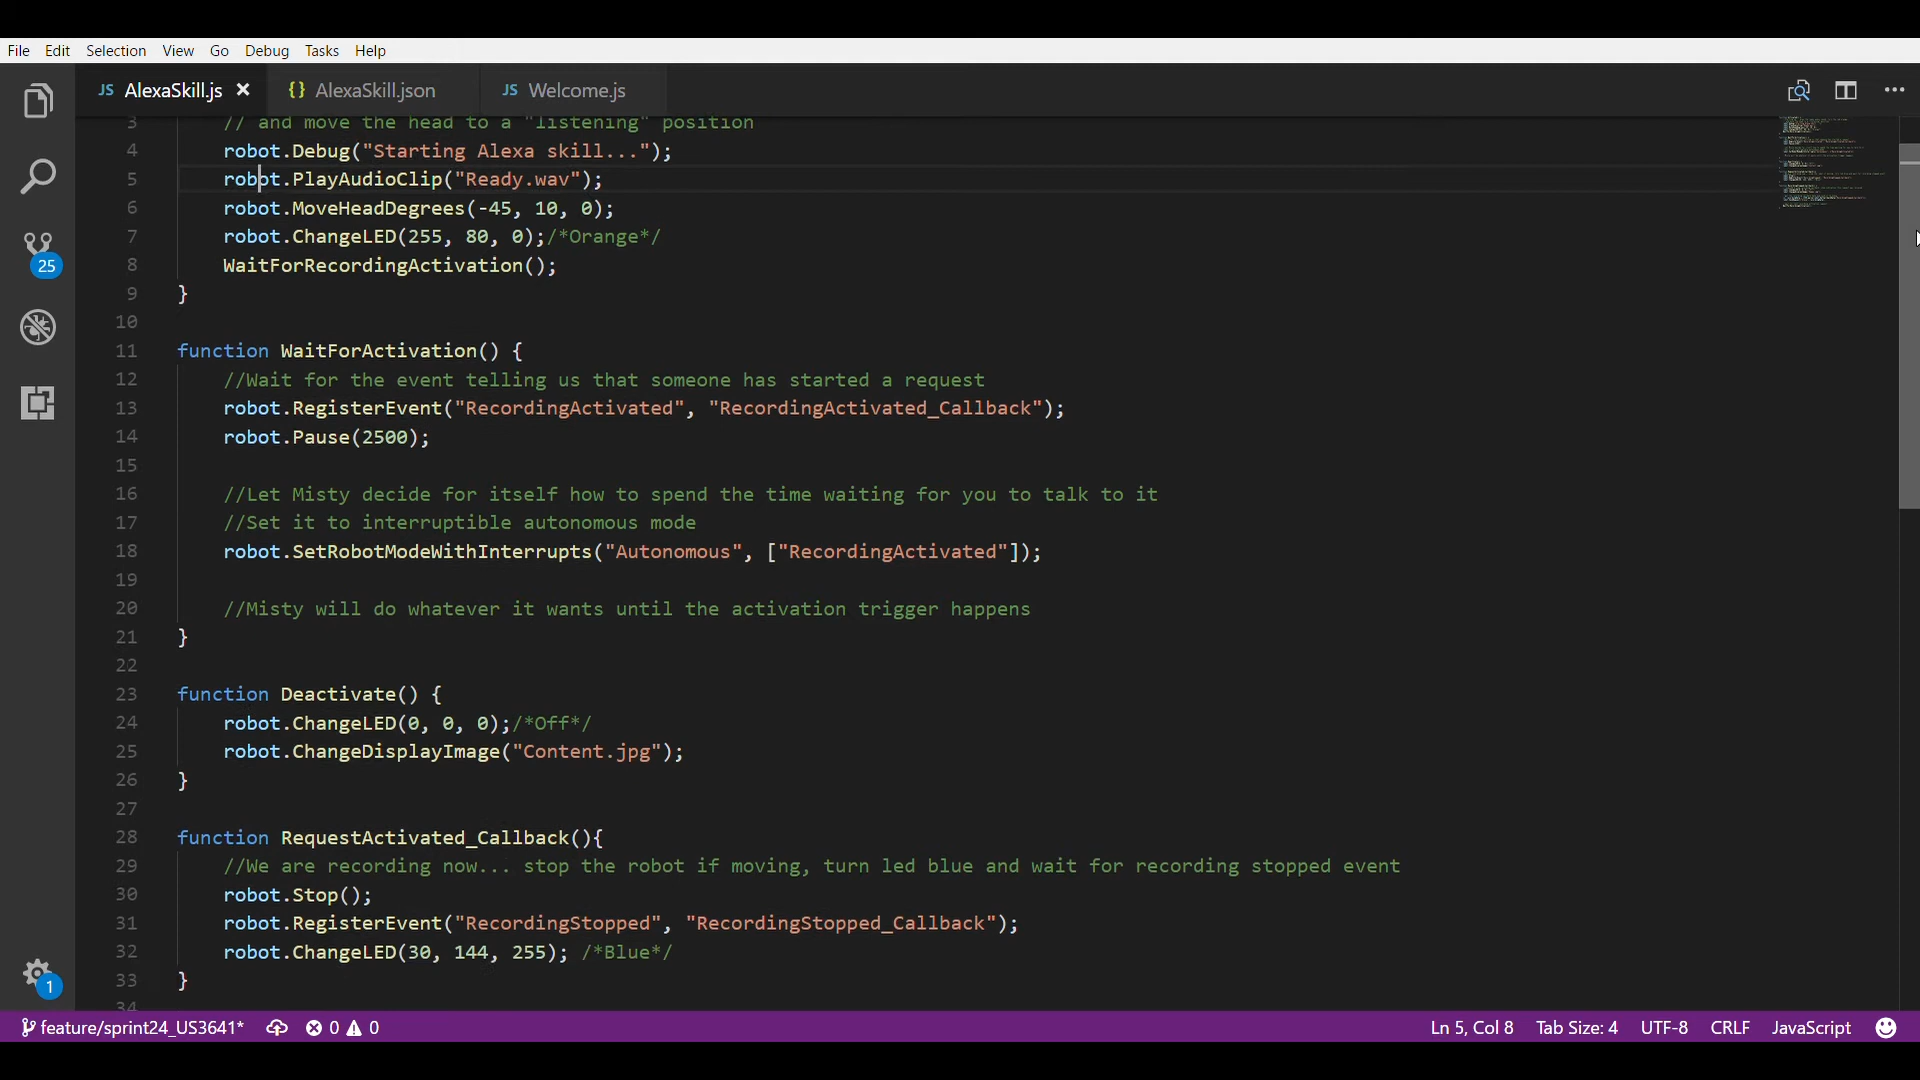 File Edit Selection View Go Debug Tasks Help
JS AlexaSkill.js × {} AlexaSkill.json JS Welcome.js
3 // and move the head to a "listening" position
4 robot.Debug("Starting Alexa skill...");
5 robot.PlayAudioClip("Ready.wav");
6 robot.MoveHeadDegrees(-45, 10, 0);
7 robot.ChangeLED(255, 80, 0);/*Orange*/
8 WaitForRecordingActivation();
9 }
10
11 function WaitForActivation() {
12 //Wait for the event telling us that someone has started a request
13 robot.RegisterEvent("RecordingActivated", "RecordingActivated_Callback");
14 robot.Pause(2500);
15
16 //Let Misty decide for itself how to spend the time waiting for you to talk to it
17 //Set it to interruptible autonomous mode
18 robot.SetRobotModeWithInterrupts("Autonomous", ["RecordingActivated"]);
19
20 //Misty will do whatever it wants until the activation trigger happens
21 }
22
23 function Deactivate() {
24 robot.ChangeLED(0, 0, 0);/*Off*/
25 robot.ChangeDisplayImage("Content.jpg");
26 }
27
28 function RequestActivated_Callback(){
29 //We are recording now... stop the robot if moving, turn led blue and wait for recording stopped event
30 robot.Stop();
31 robot.RegisterEvent("RecordingStopped", "RecordingStopped_Callback");
32 robot.ChangeLED(30, 144, 255); /*Blue*/
33 }
34
25
1
feature/sprint24_US3641* 0 0 Ln 5, Col 8 Tab Size: 4 UTF-8 CRLF JavaScript